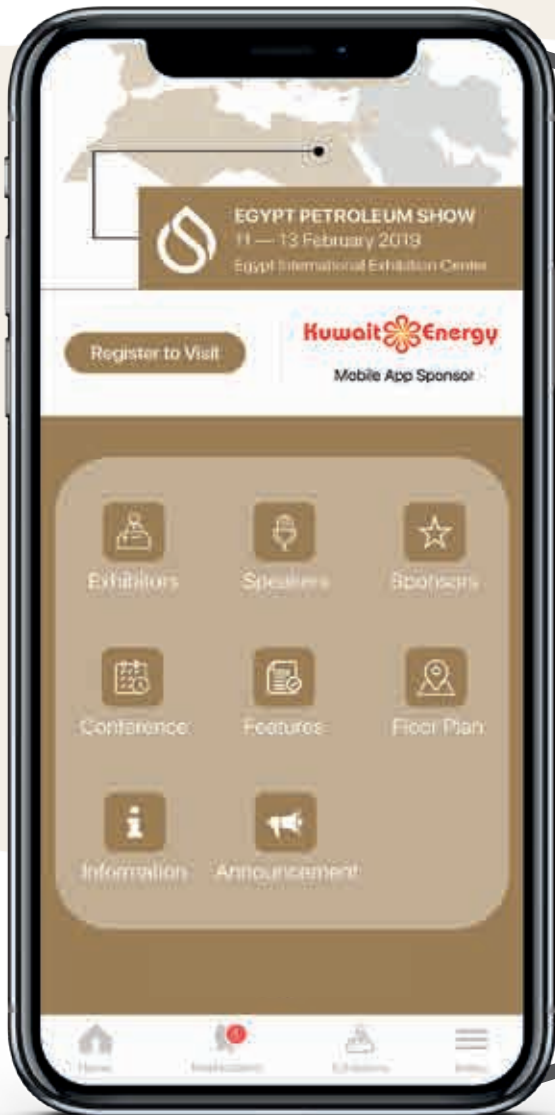 EGYPT PETROLEUM SHOW
11 — 13 February 2019
Egypt International Exhibition Center
Register to Visit
Kuwait Energy
Mobile App Sponsor
Exhibitors
Speakers
Sponsors
Conference
Features
Floor Plan
Information
Announcement
Home